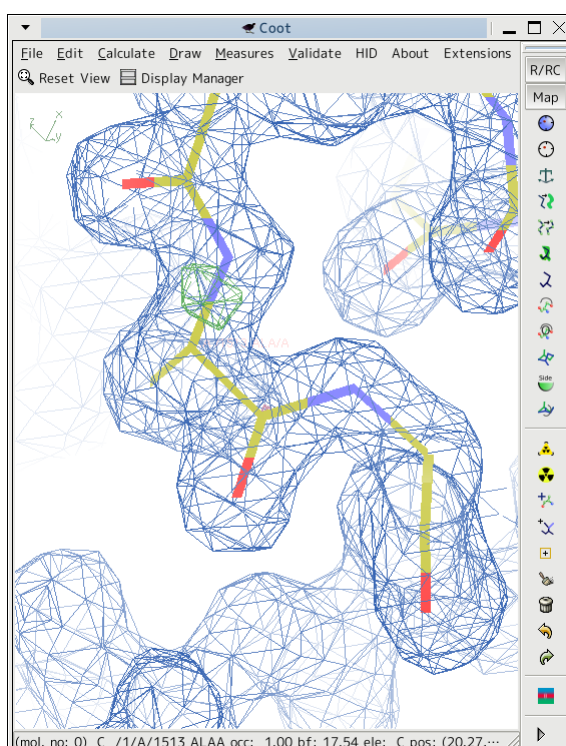 Coot
File Edit Calculate Draw Measures Validate HID About Extensions
Reset View Display Manager
R/RC
Map
x
z
y
A/A
Side
(mol. no: 0) C /1/A/1513 ALAA occ: 1.00 bf: 17.54 ele: C pos: (20.27 ...